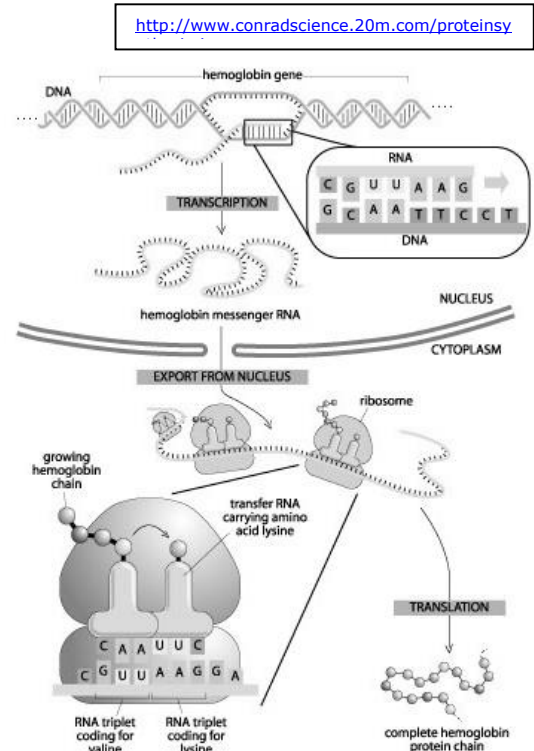 http://www.conradscience.20m.com/proteinsy
hemoglobin gene
DNA
RNA
C G U U A A G
G C A A T T C C T
DNA
TRANSCRIPTION
hemoglobin messenger RNA
NUCLEUS
CYTOPLASM
EXPORT FROM NUCLEUS
ribosome
growing
hemoglobin
chain
transfer RNA
carrying amino
acid lysine
TRANSLATION
C A A U U C
C G U U A A G G A
RNA triplet
coding for
valine
RNA triplet
coding for
lysine
complete hemoglobin
protein chain